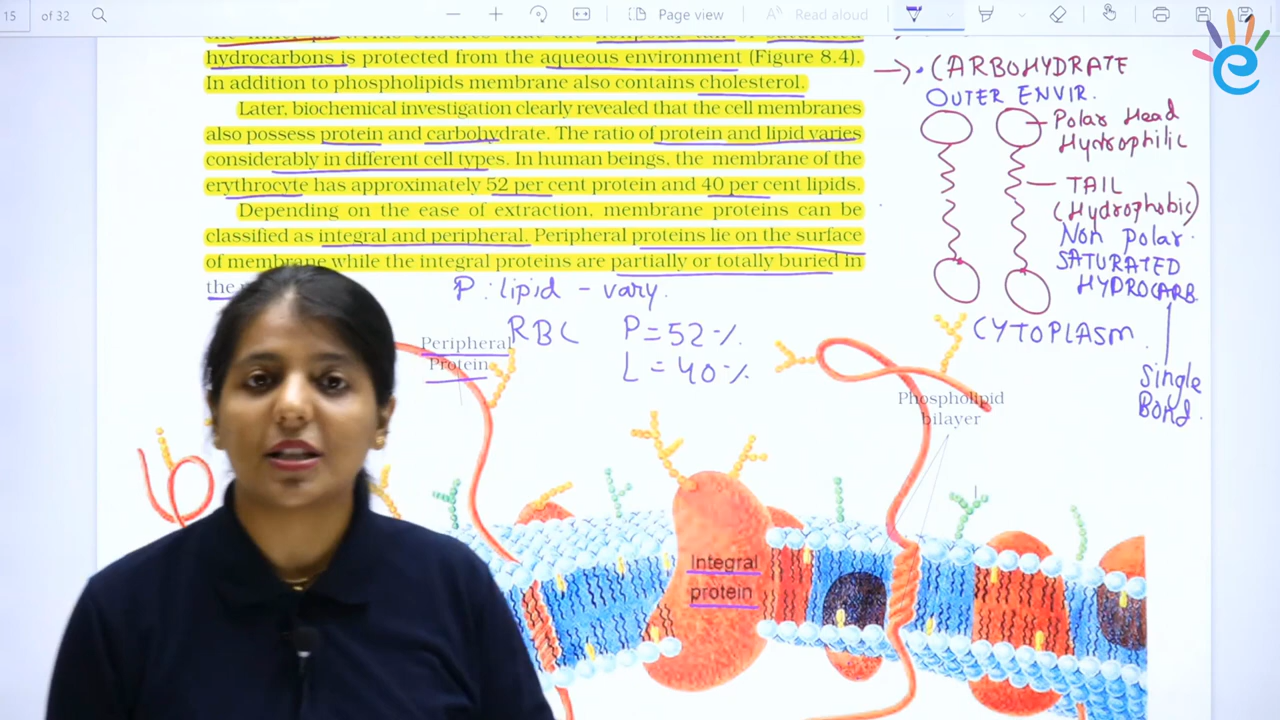 15 of 32
Page view
Read aloud
hydrocarbons is protected from the aqueous environment (Figure 8.4).
In addition to phospholipids membrane also contains cholesterol.
Later, biochemical investigation clearly revealed that the cell membranes
also possess protein and carbohydrate. The ratio of protein and lipid varies
considerably in different cell types. In human beings, the membrane of the
erythrocyte has approximately 52 per cent protein and 40 per cent lipids.
Depending on the ease of extraction, membrane proteins can be
classified as integral and peripheral. Peripheral proteins lie on the surface
of membrane while the integral proteins are partially or totally buried in
the
P : lipid - vary.
RBC P = 52 %
L = 40 %
Peripheral
Protein
Integral
protein
Phospholipid
bilayer
→ • CARBOHYDRATE
OUTER ENVIR.
Polar Head
Hydrophilic
TAIL
(Hydrophobic)
Non Polar
SATURATED
HYDROCARB.
CYTOPLASM
Single
Bond.